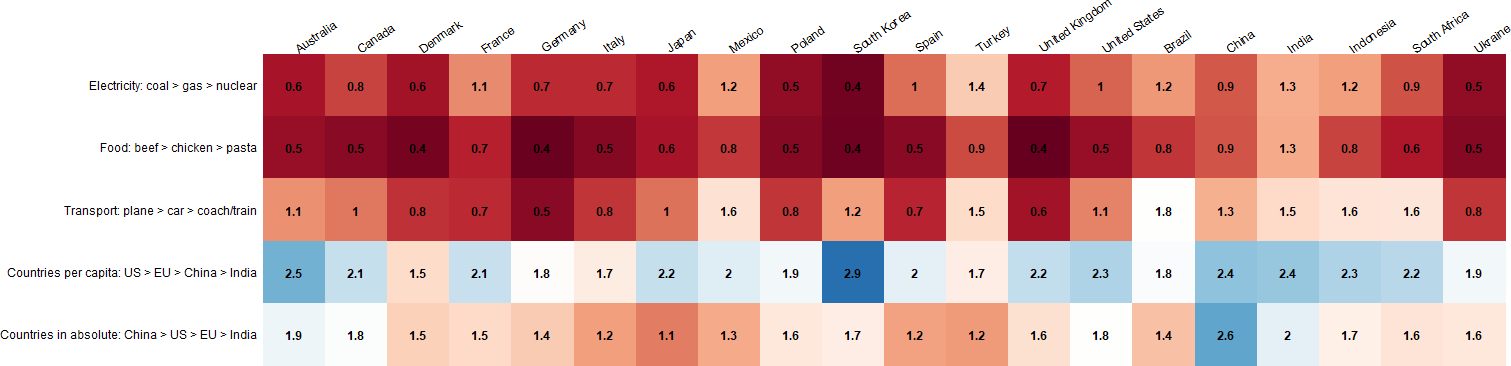 Australia Canada Denmark France Germany Italy Japan Mexico Poland South Korea Spain Turkey United Kingdom United States Brazil China India Indonesia South Africa Ukraine
Electricity: coal > gas > nuclear 0.6 0.8 0.6 1.1 0.7 0.7 0.6 1.2 0.5 0.4 1 1.4 0.7 1 1.2 0.9 1.3 1.2 0.9 0.5
Food: beef > chicken > pasta 0.5 0.5 0.4 0.7 0.4 0.5 0.6 0.8 0.5 0.4 0.5 0.9 0.4 0.5 0.8 0.9 1.3 0.8 0.6 0.5
Transport: plane > car > coach/train 1.1 1 0.8 0.7 0.5 0.8 1 1.6 0.8 1.2 0.7 1.5 0.6 1.1 1.8 1.3 1.5 1.6 1.6 0.8
Countries per capita: US > EU > China > India 2.5 2.1 1.5 2.1 1.8 1.7 2.2 2 1.9 2.9 2 1.7 2.2 2.3 1.8 2.4 2.4 2.3 2.2 1.9
Countries in absolute: China > US > EU > India 1.9 1.8 1.5 1.5 1.4 1.2 1.1 1.3 1.6 1.7 1.2 1.2 1.6 1.8 1.4 2.6 2 1.7 1.6 1.6